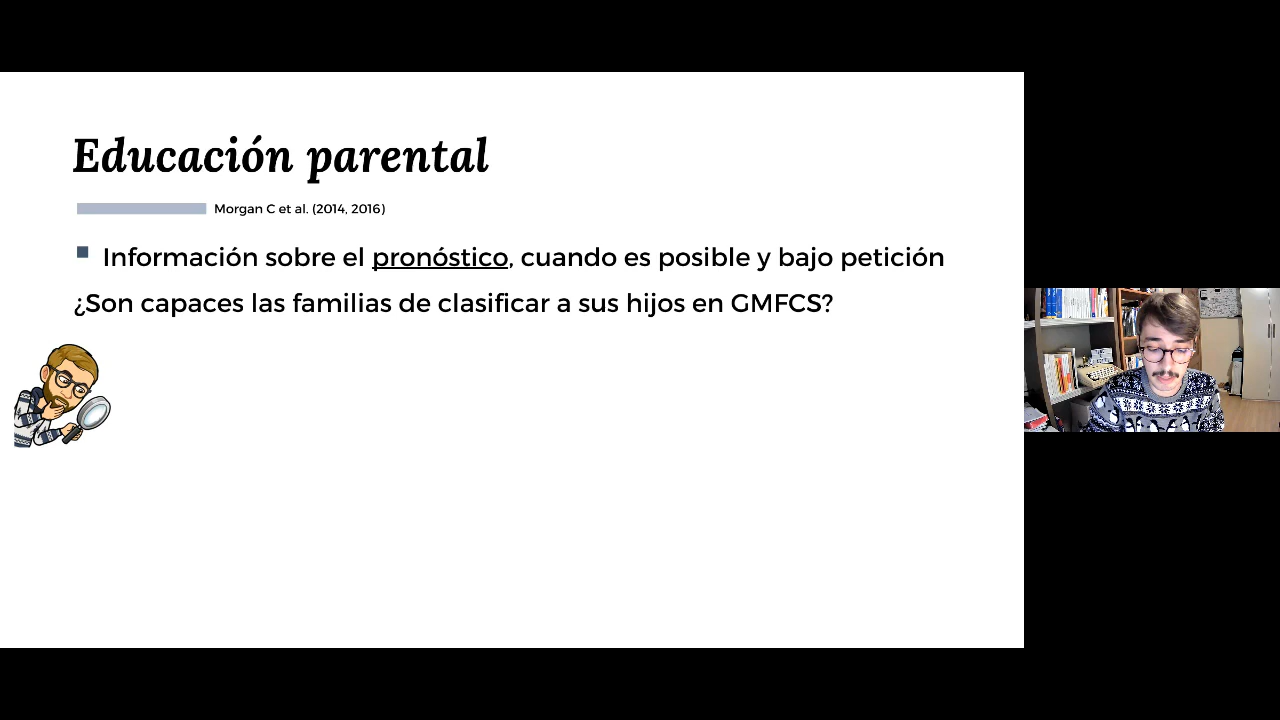 Educación parental
Morgan C et al. (2014, 2016)
Información sobre el pronóstico, cuando es posible y bajo petición
¿Son capaces las familias de clasificar a sus hijos en GMFCS?